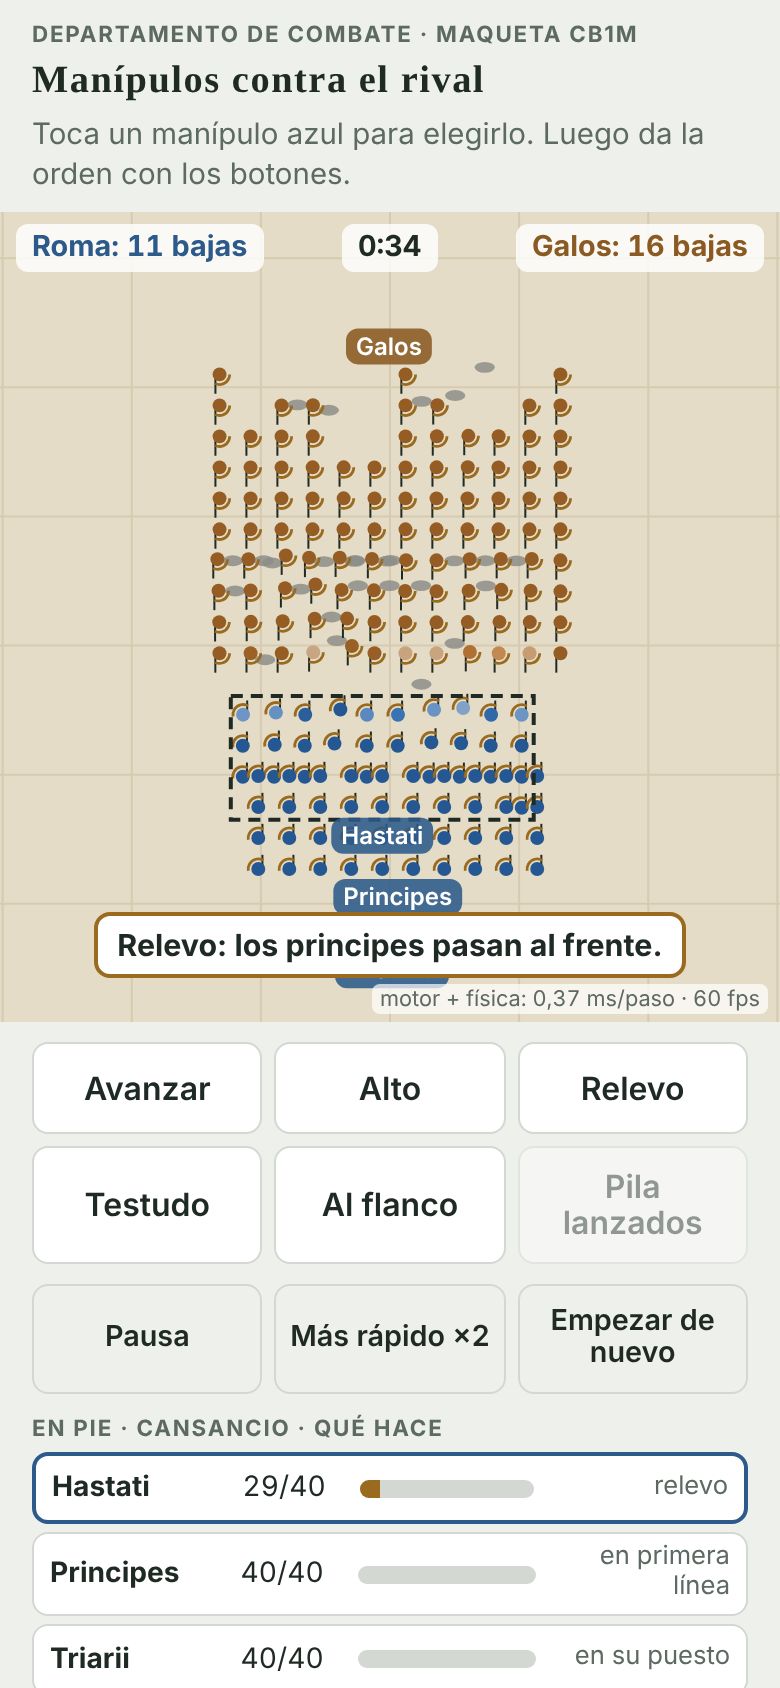 DEPARTAMENTO DE COMBATE · MAQUETA CB1M
Manípulos contra el rival
Toca un manípulo azul para elegirlo. Luego da la
orden con los botones.
Roma: 11 bajas
0:34
Galos: 16 bajas
Galos
Hastati
Principes
Relevo: los principes pasan al frente.
motor + física: 0,37 ms/paso · 60 fps
Avanzar
Alto
Relevo
Testudo
Al flanco
Pila
lanzados
Pausa
Más rápido ×2
Empezar de
nuevo
EN PIE · CANSANCIO · QUÉ HACE
Hastati
29/40
relevo
Principes
40/40
en primera
línea
Triarii
40/40
en su puesto